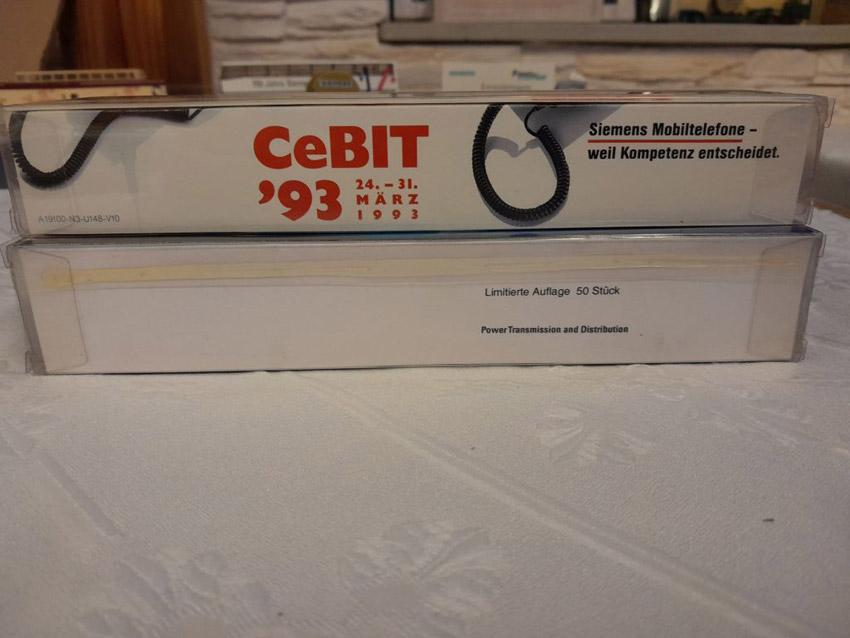 CeBIT
’93
24. – 31.
MÄRZ
1993
Siemens Mobiltelefone –
weil Kompetenz entscheidet.
A19100-N3-U148-V10
Limitierte Auflage 50 Stück
Power Transmission and Distribution